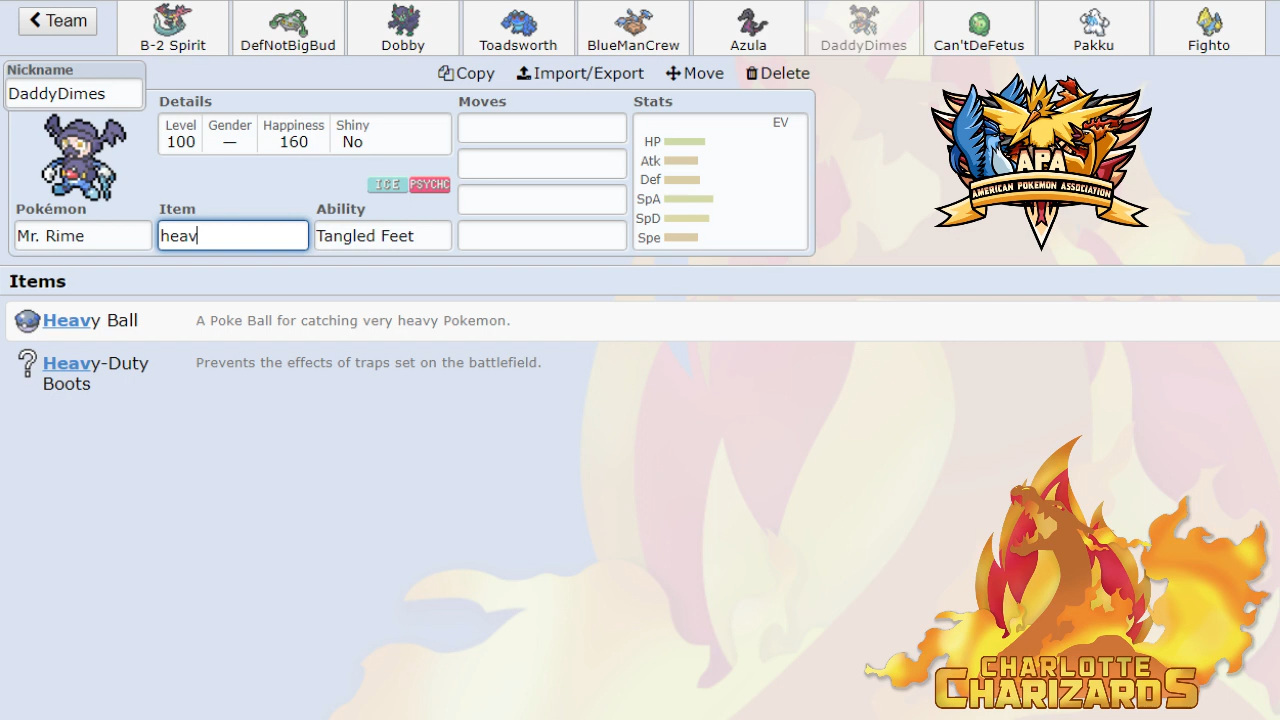 Team
B-2 Spirit
DefNotBigBud
Dobby
Toadsworth
BlueManCrew
Azula
DaddyDimes
Can'tDeFetus
Pakku
Fighto
Nickname
DaddyDimes
Copy
Import/Export
Move
Delete
Details
Level
100
Gender
—
Happiness
160
Shiny
No
ICE
PSYCHC
Pokémon
Mr. Rime
Item
heav
Ability
Tangled Feet
Moves
Stats
EV
HP
Atk
Def
SpA
SpD
Spe
APA
AMERICAN POKEMON ASSOCIATION
Items
Heavy Ball
A Poke Ball for catching very heavy Pokemon.
Heavy-Duty
Boots
Prevents the effects of traps set on the battlefield.
CHARLOTTE
CHARIZARDS